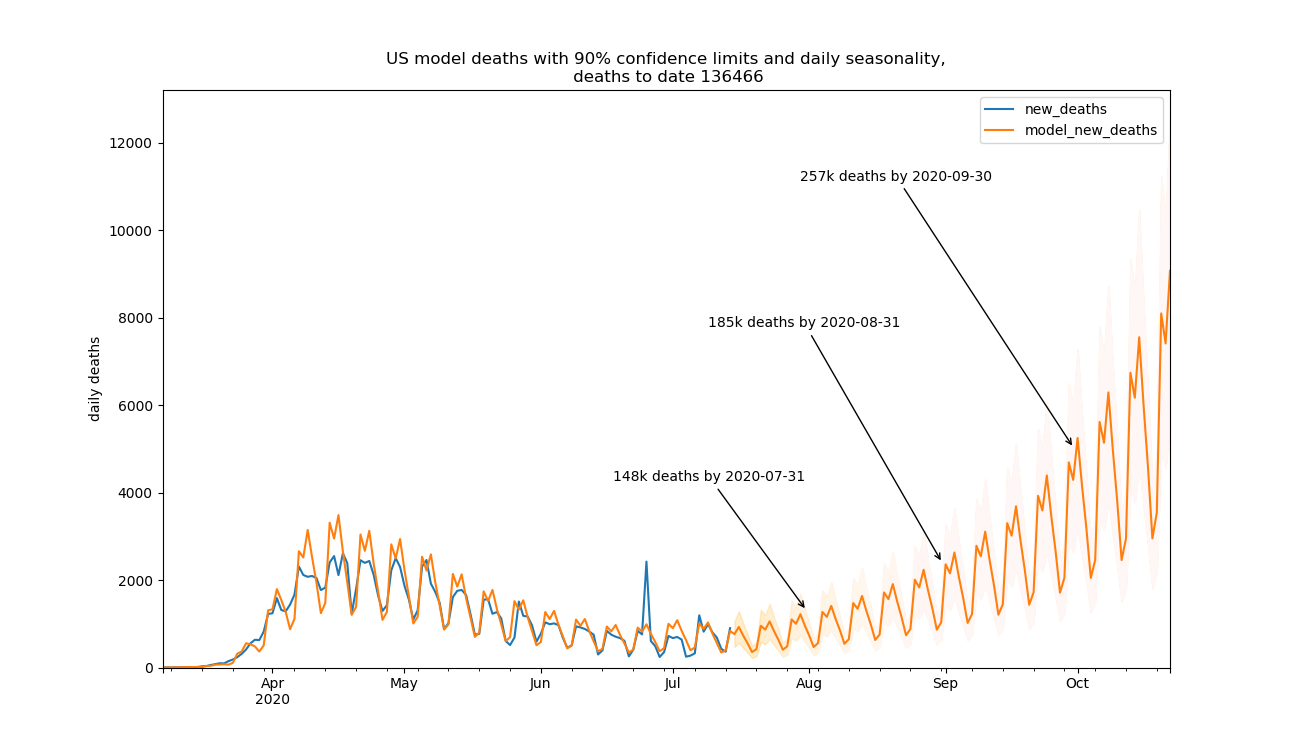 US model deaths with 90% confidence limits and daily seasonality,
deaths to date 136466
new_deaths
model_new_deaths
12000
10000
8000
6000
4000
2000
0
daily deaths
257k deaths by 2020-09-30
185k deaths by 2020-08-31
148k deaths by 2020-07-31
Apr May Jun Jul Aug Sep Oct
2020